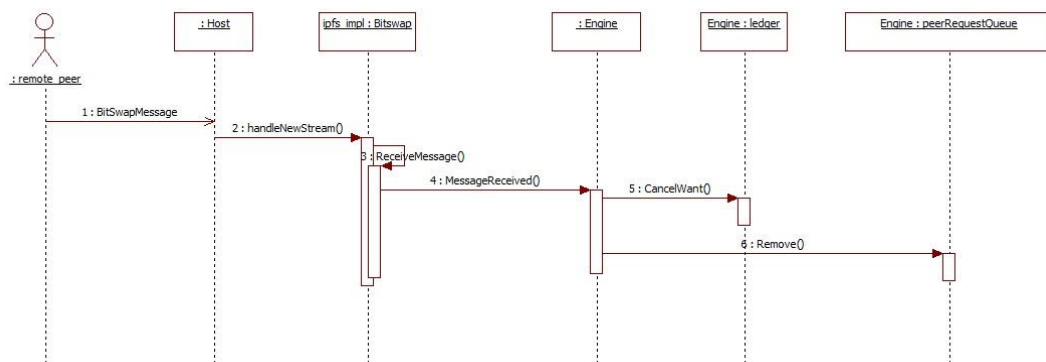 : Host
ipfs_impl : Bitswap
: Engine
Engine : ledger
Engine : peerRequestQueue
: remote_peer
1 : BitSwapMessage
2 : handleNewStream()
3 : ReceiveMessage()
4 : MessageReceived()
5 : CancelWant()
6 : Remove()